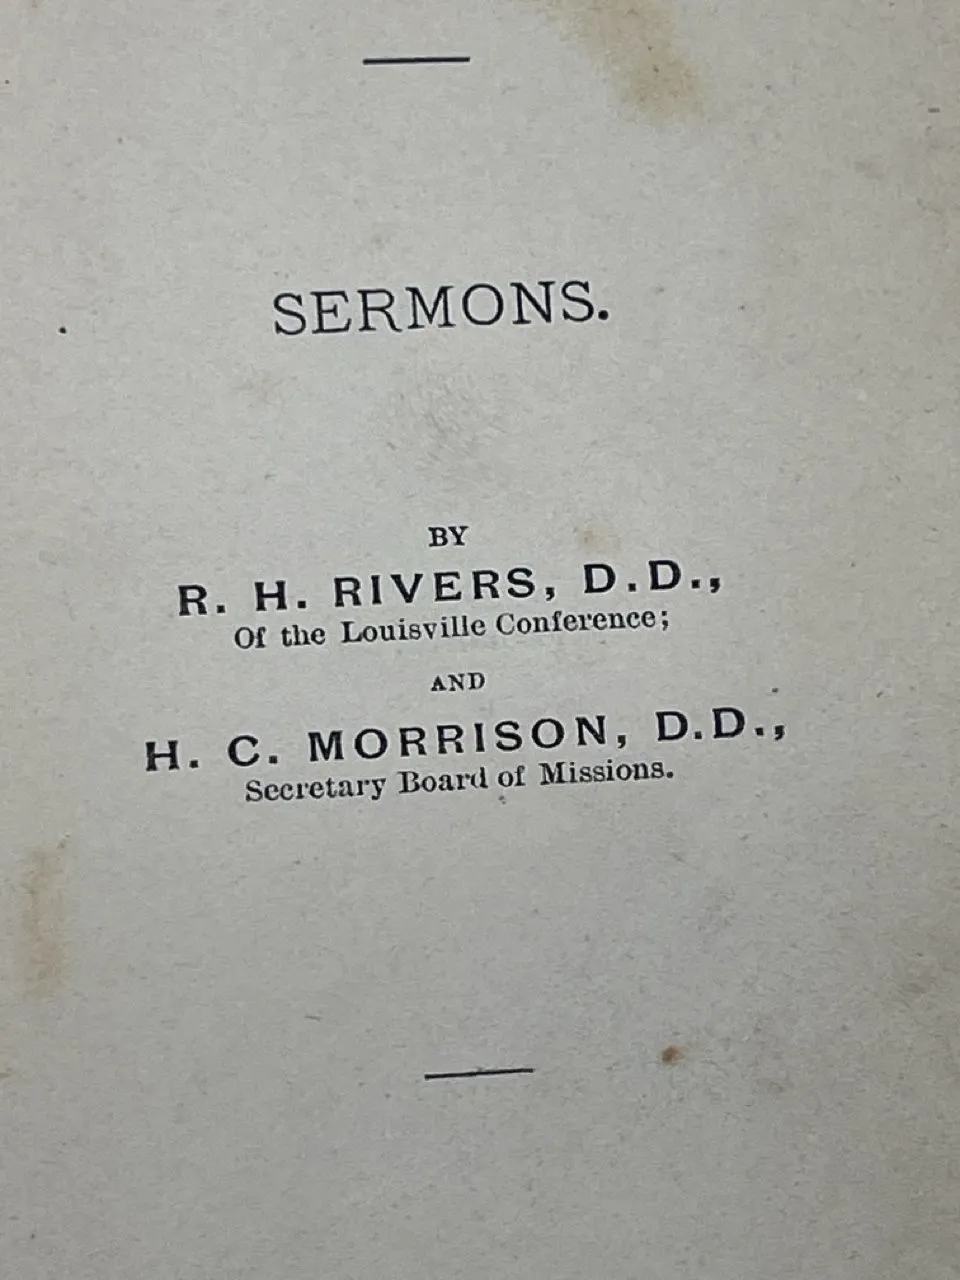 SERMONS.
BY
R. H. RIVERS, D.D.,
Of the Louisville Conference;
AND
H. C. MORRISON, D.D.,
Secretary Board of Missions.